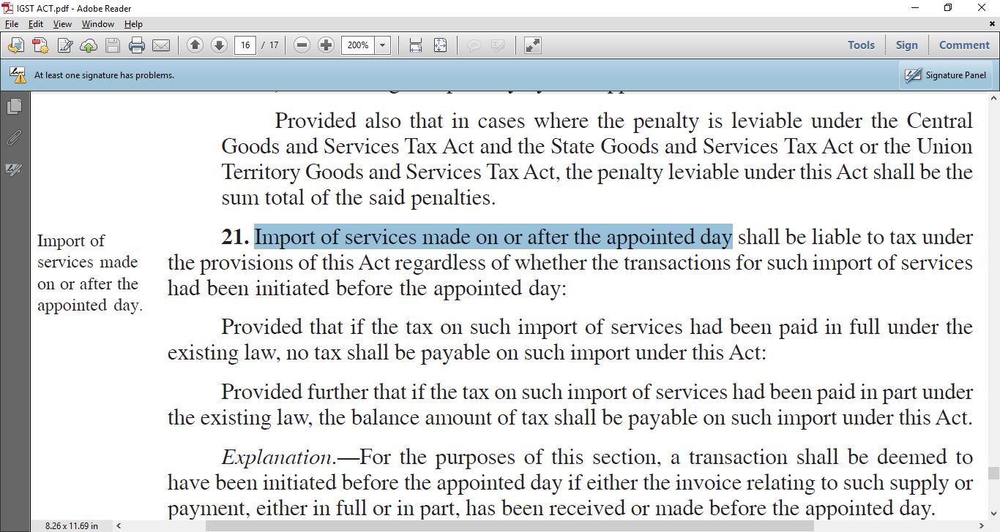 IGST ACT.pdf - Adobe Reader
File Edit View Window Help
16 / 17 200% Tools Sign Comment
At least one signature has problems. Signature Panel
Provided also that in cases where the penalty is leviable under the Central
Goods and Services Tax Act and the State Goods and Services Tax Act or the Union
Territory Goods and Services Tax Act, the penalty leviable under this Act shall be the
sum total of the said penalties.
Import of
services made
on or after the
appointed day.
21. Import of services made on or after the appointed day shall be liable to tax under
the provisions of this Act regardless of whether the transactions for such import of services
had been initiated before the appointed day:
Provided that if the tax on such import of services had been paid in full under the
existing law, no tax shall be payable on such import under this Act:
Provided further that if the tax on such import of services had been paid in part under
the existing law, the balance amount of tax shall be payable on such import under this Act.
Explanation.—For the purposes of this section, a transaction shall be deemed to
have been initiated before the appointed day if either the invoice relating to such supply or
payment, either in full or in part, has been received or made before the appointed day.
8.26 x 11.69 in